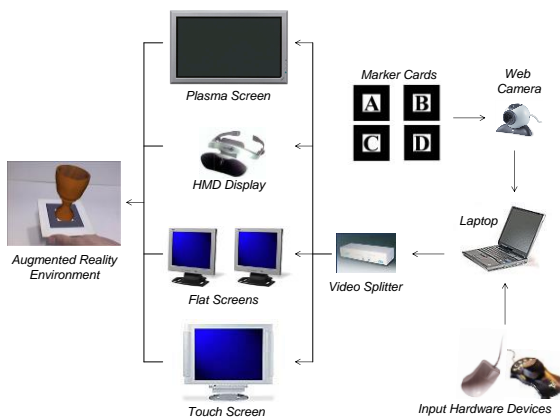 Plasma Screen
Marker Cards
Web
Camera
A
B
C
D
HMD Display
Laptop
Augmented Reality
Environment
Flat Screens
Video Splitter
Touch Screen
Input Hardware Devices